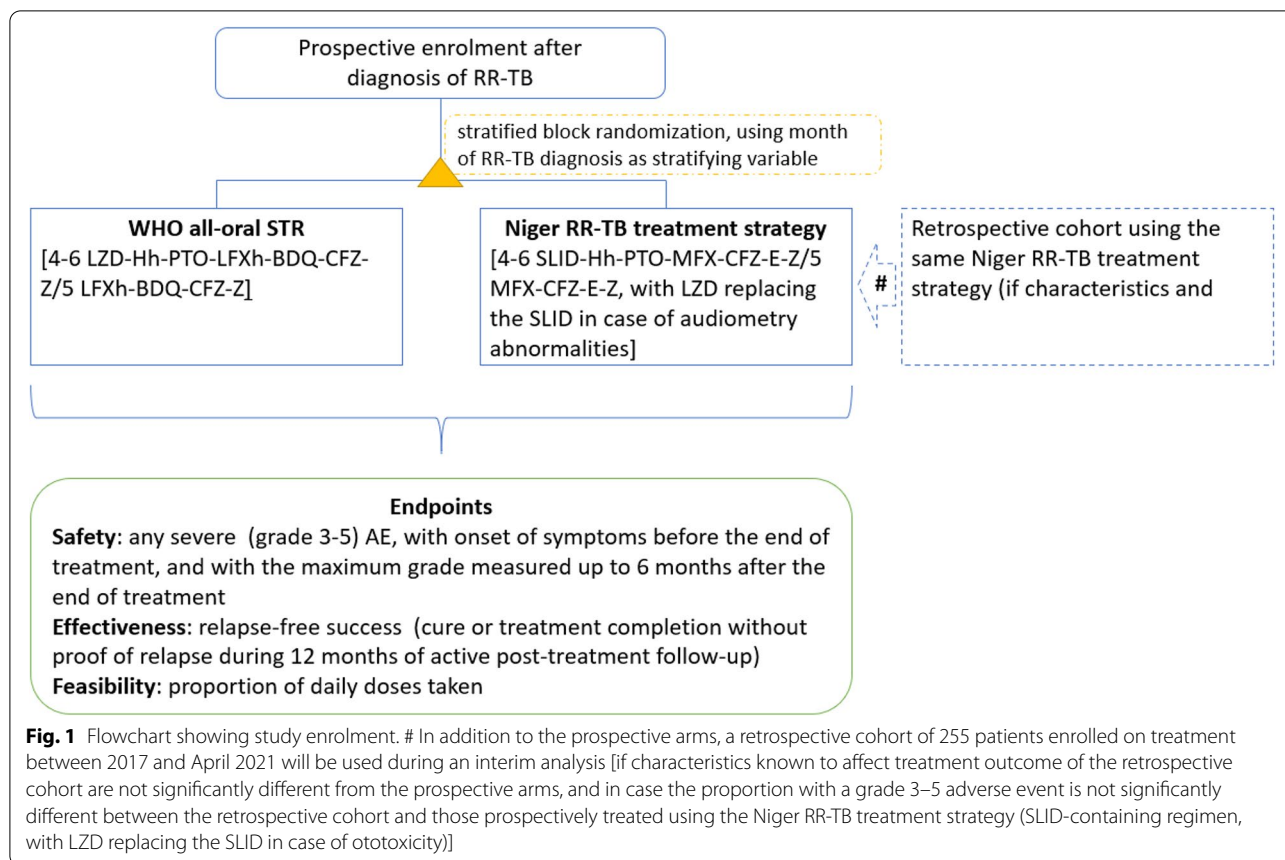 Prospective enrolment after
diagnosis of RR-TB
stratified block randomization, using month
of RR-TB diagnosis as stratifying variable
WHO all-oral STR
[4-6 LZD-Hh-PTO-LFXh-BDQ-CFZ-
Z/5 LFXh-BDQ-CFZ-Z]
Niger RR-TB treatment strategy
[4-6 SLID-Hh-PTO-MFX-CFZ-E-Z/5
MFX-CFZ-E-Z, with LZD replacing
the SLID in case of audiometry
abnormalities]
#
Retrospective cohort using the
same Niger RR-TB treatment
strategy (if characteristics and
Endpoints
Safety: any severe (grade 3-5) AE, with onset of symptoms before the end of
treatment, and with the maximum grade measured up to 6 months after the
end of treatment
Effectiveness: relapse-free success (cure or treatment completion without
proof of relapse during 12 months of active post-treatment follow-up)
Feasibility: proportion of daily doses taken
Fig. 1 Flowchart showing study enrolment. # In addition to the prospective arms, a retrospective cohort of 255 patients enrolled on treatment
between 2017 and April 2021 will be used during an interim analysis [if characteristics known to affect treatment outcome of the retrospective
cohort are not significantly different from the prospective arms, and in case the proportion with a grade 3–5 adverse event is not significantly
different between the retrospective cohort and those prospectively treated using the Niger RR-TB treatment strategy (SLID-containing regimen,
with LZD replacing the SLID in case of ototoxicity)]